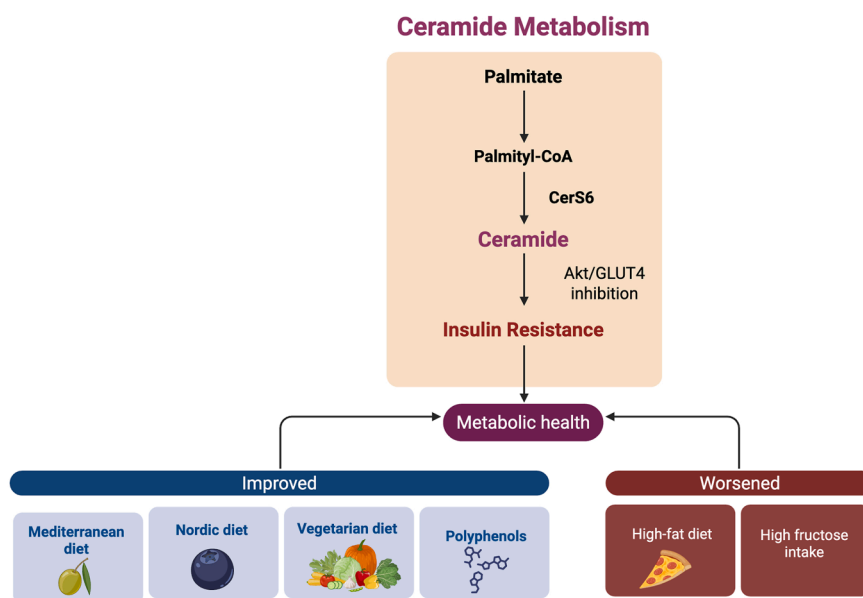 Ceramide Metabolism
Palmitate
Palmityl-CoA
CerS6
Ceramide
Akt/GLUT4
inhibition
Insulin Resistance
Metabolic health
Improved
Worsened
Mediterranean
diet
Nordic diet
Vegetarian diet
Polyphenols
High-fat diet
High fructose
intake